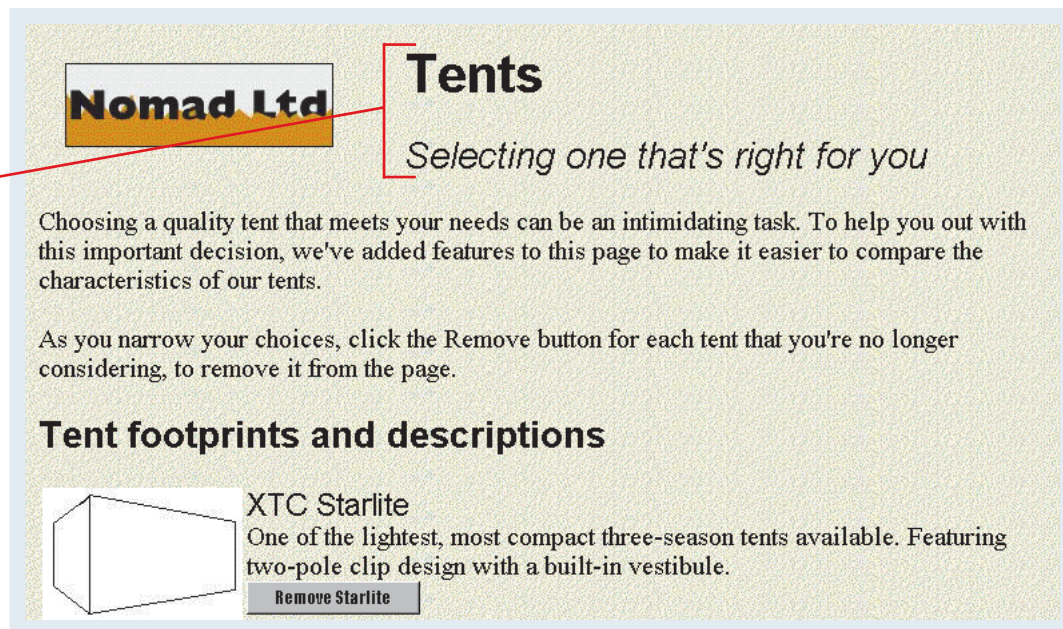 Nomad Ltd
Tents
Selecting one that's right for you
Choosing a quality tent that meets your needs can be an intimidating task. To help you out with
this important decision, we've added features to this page to make it easier to compare the
characteristics of our tents.
As you narrow your choices, click the Remove button for each tent that you're no longer
considering, to remove it from the page.
Tent footprints and descriptions
XTC Starlite
One of the lightest, most compact three-season tents available. Featuring
two-pole clip design with a built-in vestibule.
Remove Starlite